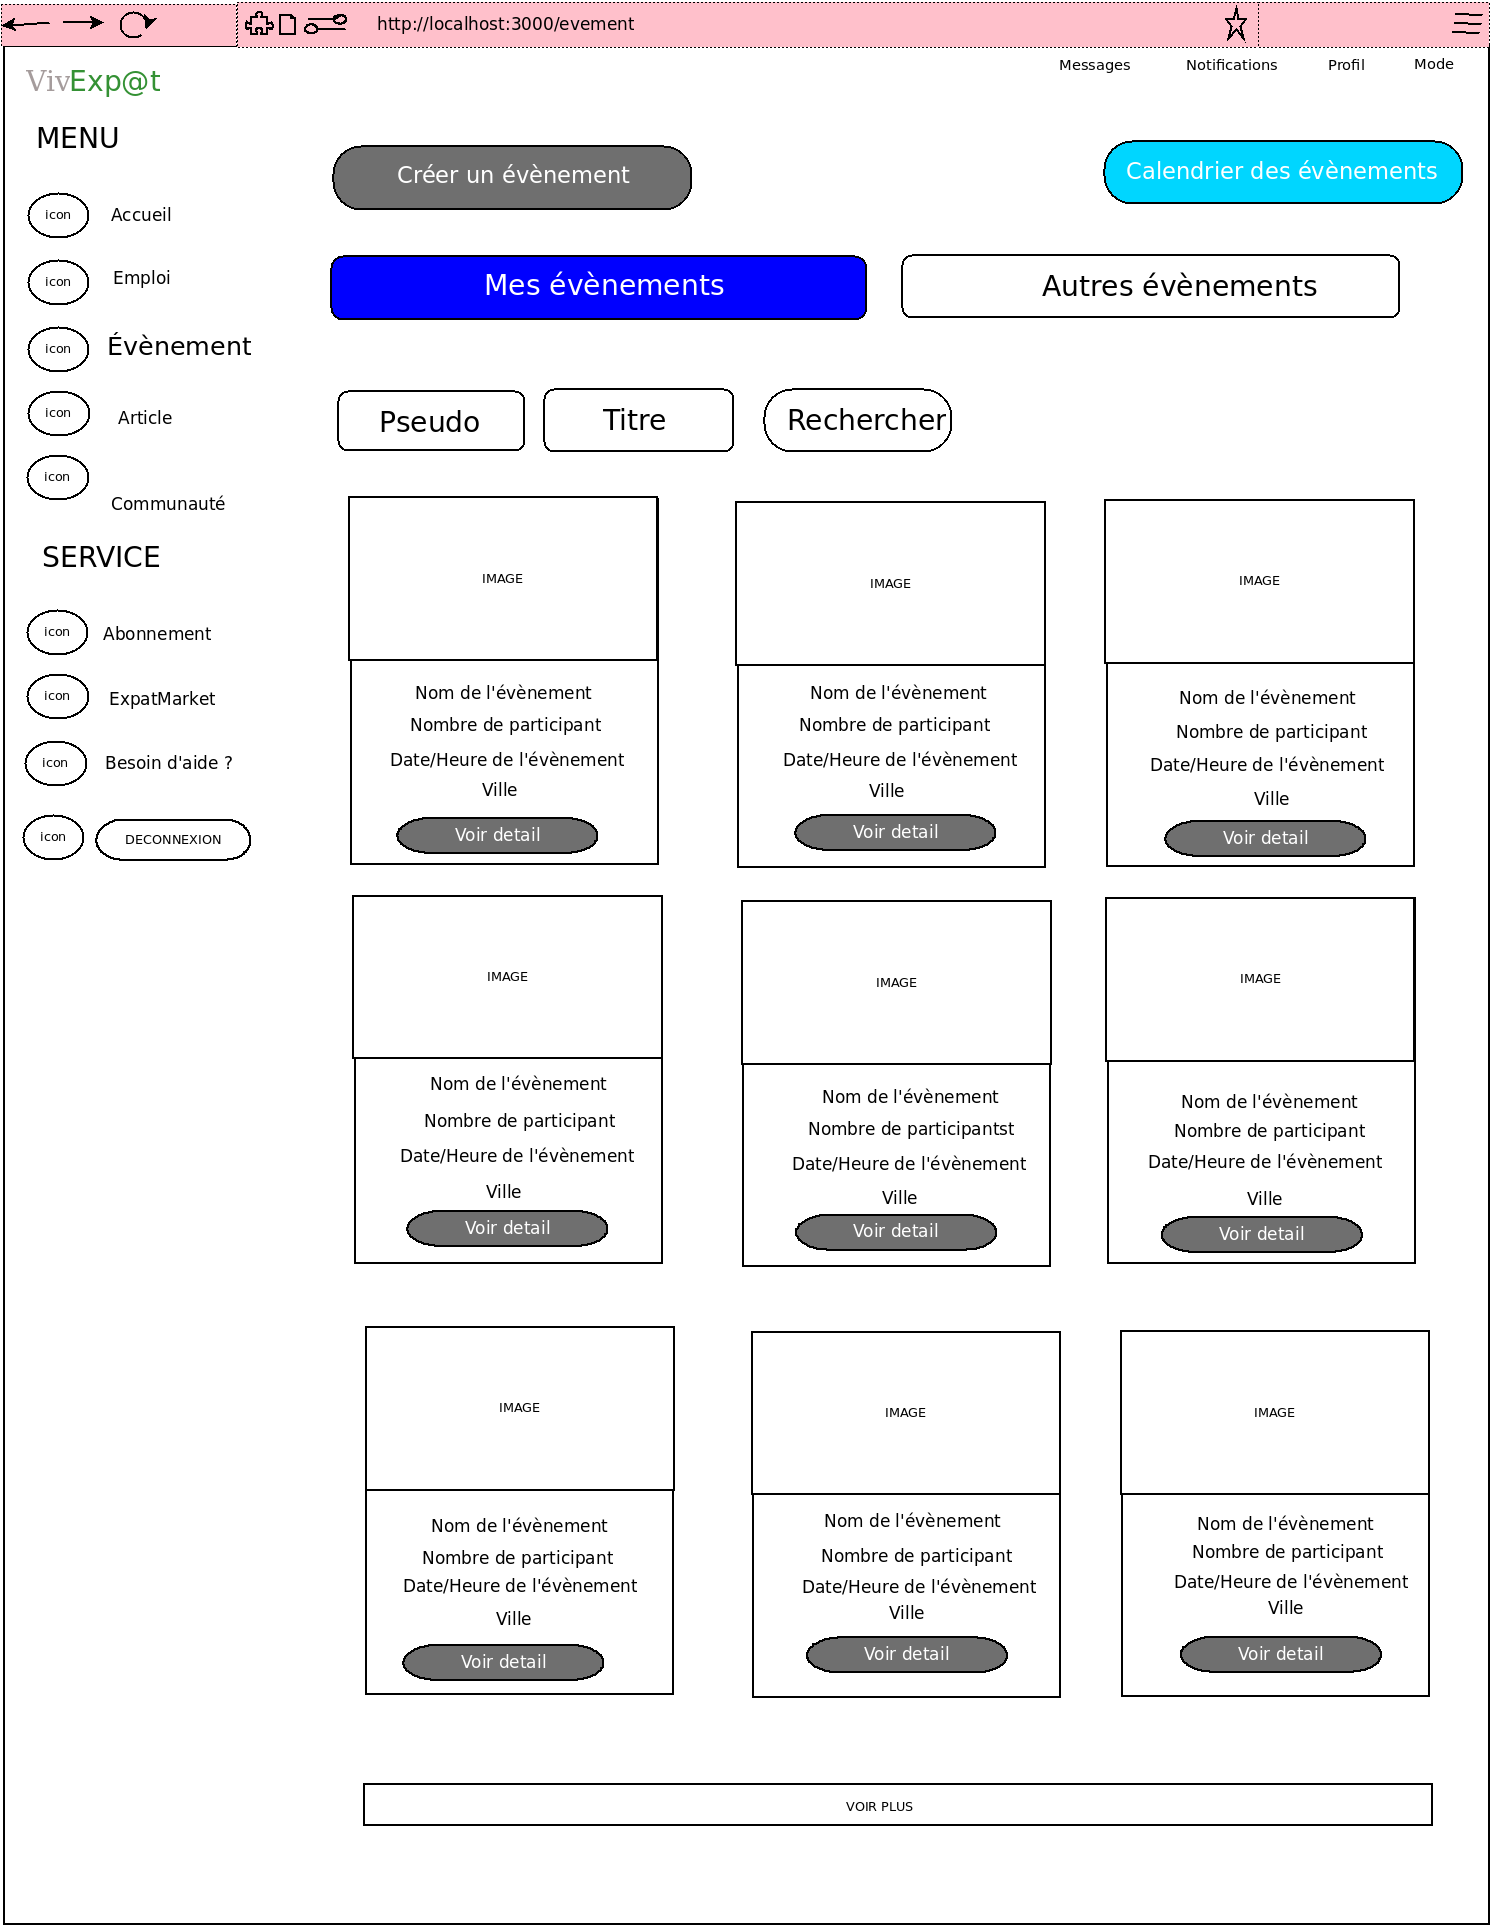 http://localhost:3000/evement
VivExp@t
Messages Notifications Profil Mode
MENU
icon Accueil
icon Emploi
icon Évènement
icon Article
icon Communauté
SERVICE
icon Abonnement
icon ExpatMarket
icon Besoin d'aide ?
icon DECONNEXION
Créer un évènement Calendrier des évènements
Mes évènements Autres évènements
Pseudo Titre Rechercher
IMAGE
Nom de l'évènement
Nombre de participant
Date/Heure de l'évènement
Ville
Voir detail
IMAGE
Nom de l'évènement
Nombre de participant
Date/Heure de l'évènement
Ville
Voir detail
IMAGE
Nom de l'évènement
Nombre de participant
Date/Heure de l'évènement
Ville
Voir detail
IMAGE
Nom de l'évènement
Nombre de participant
Date/Heure de l'évènement
Ville
Voir detail
IMAGE
Nom de l'évènement
Nombre de participantst
Date/Heure de l'évènement
Ville
Voir detail
IMAGE
Nom de l'évènement
Nombre de participant
Date/Heure de l'évènement
Ville
Voir detail
IMAGE
Nom de l'évènement
Nombre de participant
Date/Heure de l'évènement
Ville
Voir detail
IMAGE
Nom de l'évènement
Nombre de participant
Date/Heure de l'évènement
Ville
Voir detail
IMAGE
Nom de l'évènement
Nombre de participant
Date/Heure de l'évènement
Ville
Voir detail
VOIR PLUS